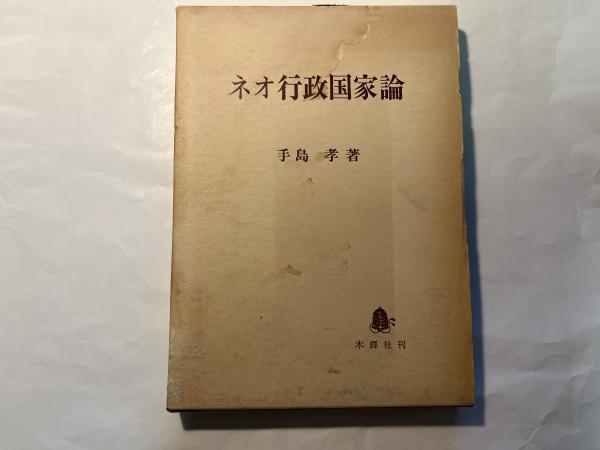 ネオ行政国家論
手島 孝 著
木鐸社刊